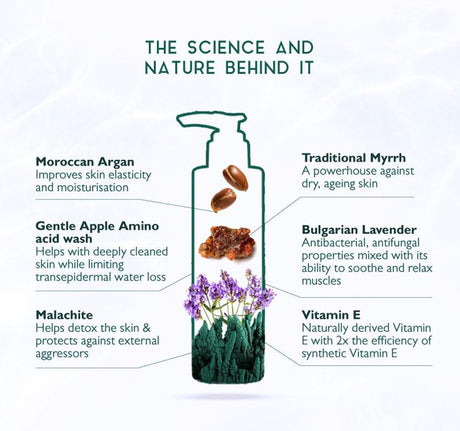 THE SCIENCE AND
NATURE BEHIND IT
Moroccan Argan
Improves skin elasticity
and moisturisation
Gentle Apple Amino
acid wash
Helps with deeply cleaned
skin while limiting
transepidermal water loss
Malachite
Helps detox the skin &
protects against external
aggressors
Traditional Myrrh
A powerhouse against
dry, ageing skin
Bulgarian Lavender
Antibacterial, antifungal
properties mixed with its
ability to soothe and relax
muscles
Vitamin E
Naturally derived Vitamin
E with 2x the efficiency of
synthetic Vitamin E